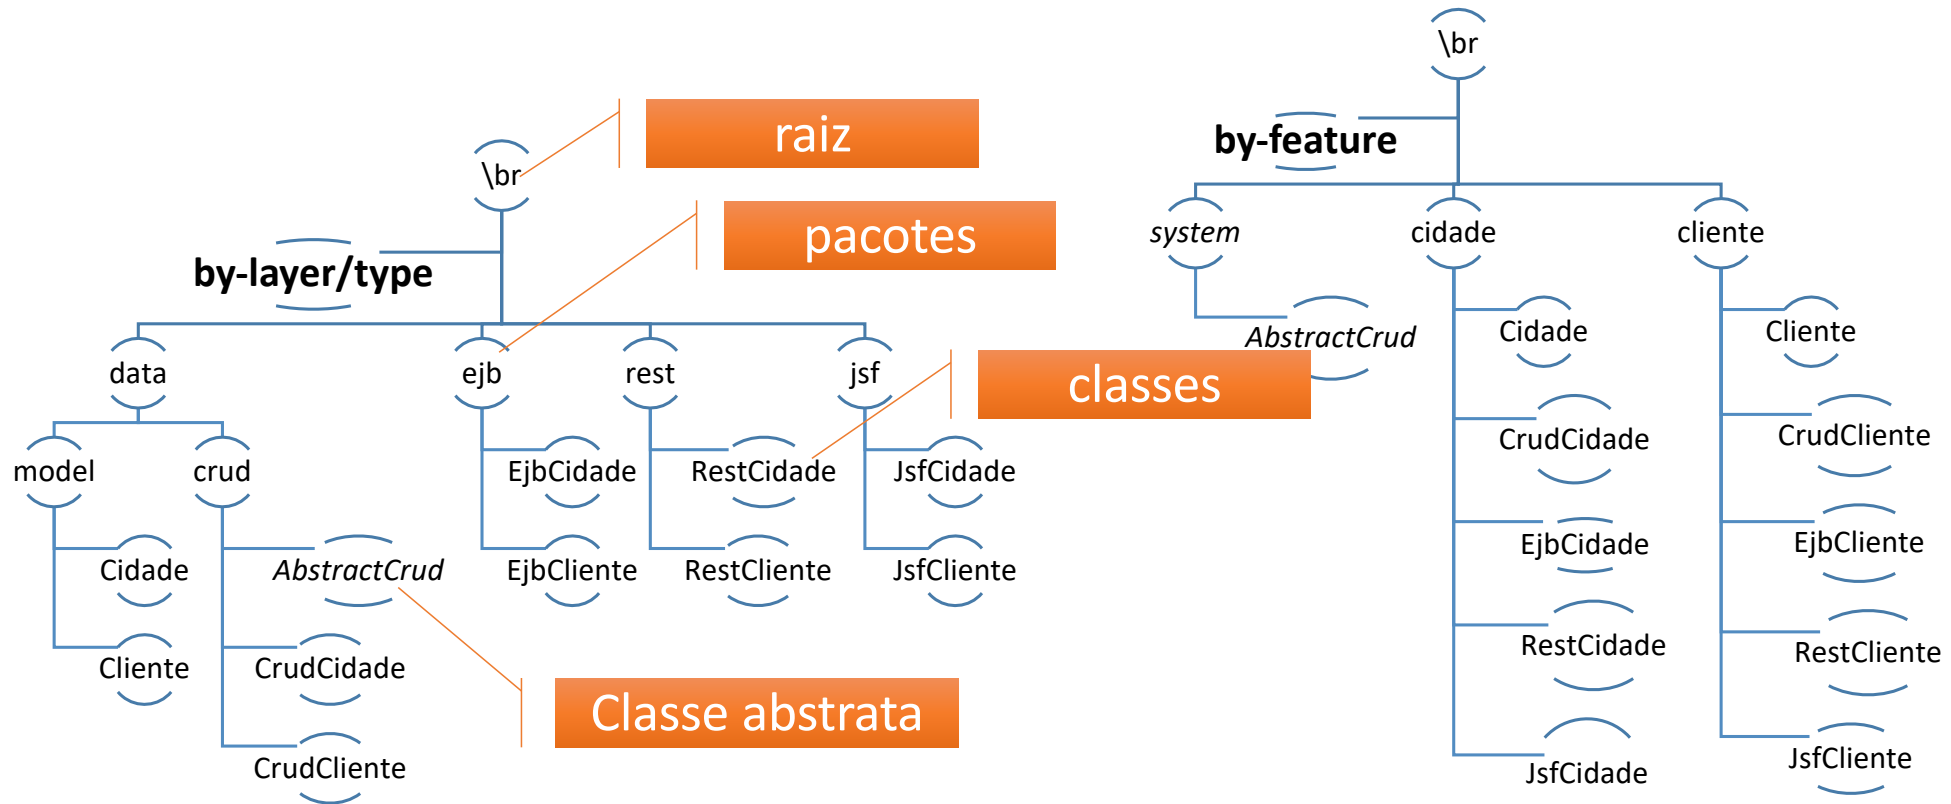 \br
raiz
pacotes
by-layer/type
data
ejb
rest
jsf
classes
model
crud
EjbCidade
RestCidade
JsfCidade
Cidade
AbstractCrud
EjbCliente
RestCliente
JsfCliente
Cliente
CrudCidade
Classe abstrata
CrudCliente
\br
by-feature
system
cidade
cliente
AbstractCrud
Cidade
Cliente
CrudCidade
CrudCliente
EjbCidade
EjbCliente
RestCidade
RestCliente
JsfCidade
JsfCliente